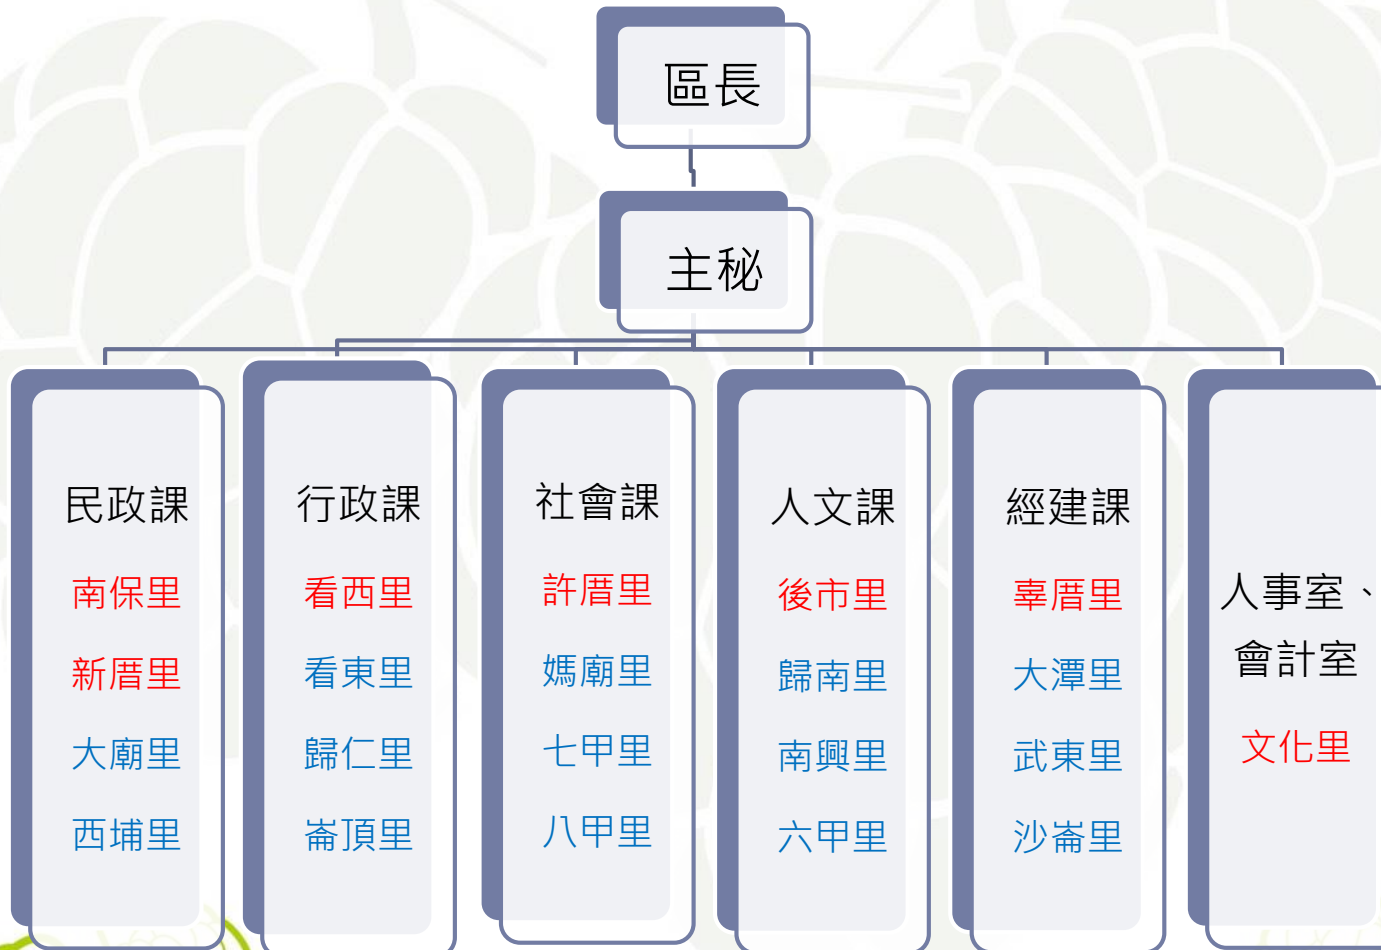 區長
主秘
民政課
南保里
新厝里
大廟里
西埔里
行政課
看西里
看東里
歸仁里
崙頂里
社會課
許厝里
媽廟里
七甲里
八甲里
人文課
後市里
歸南里
南興里
六甲里
經建課
辜厝里
大潭里
武東里
沙崙里
人事室、
會計室
文化里